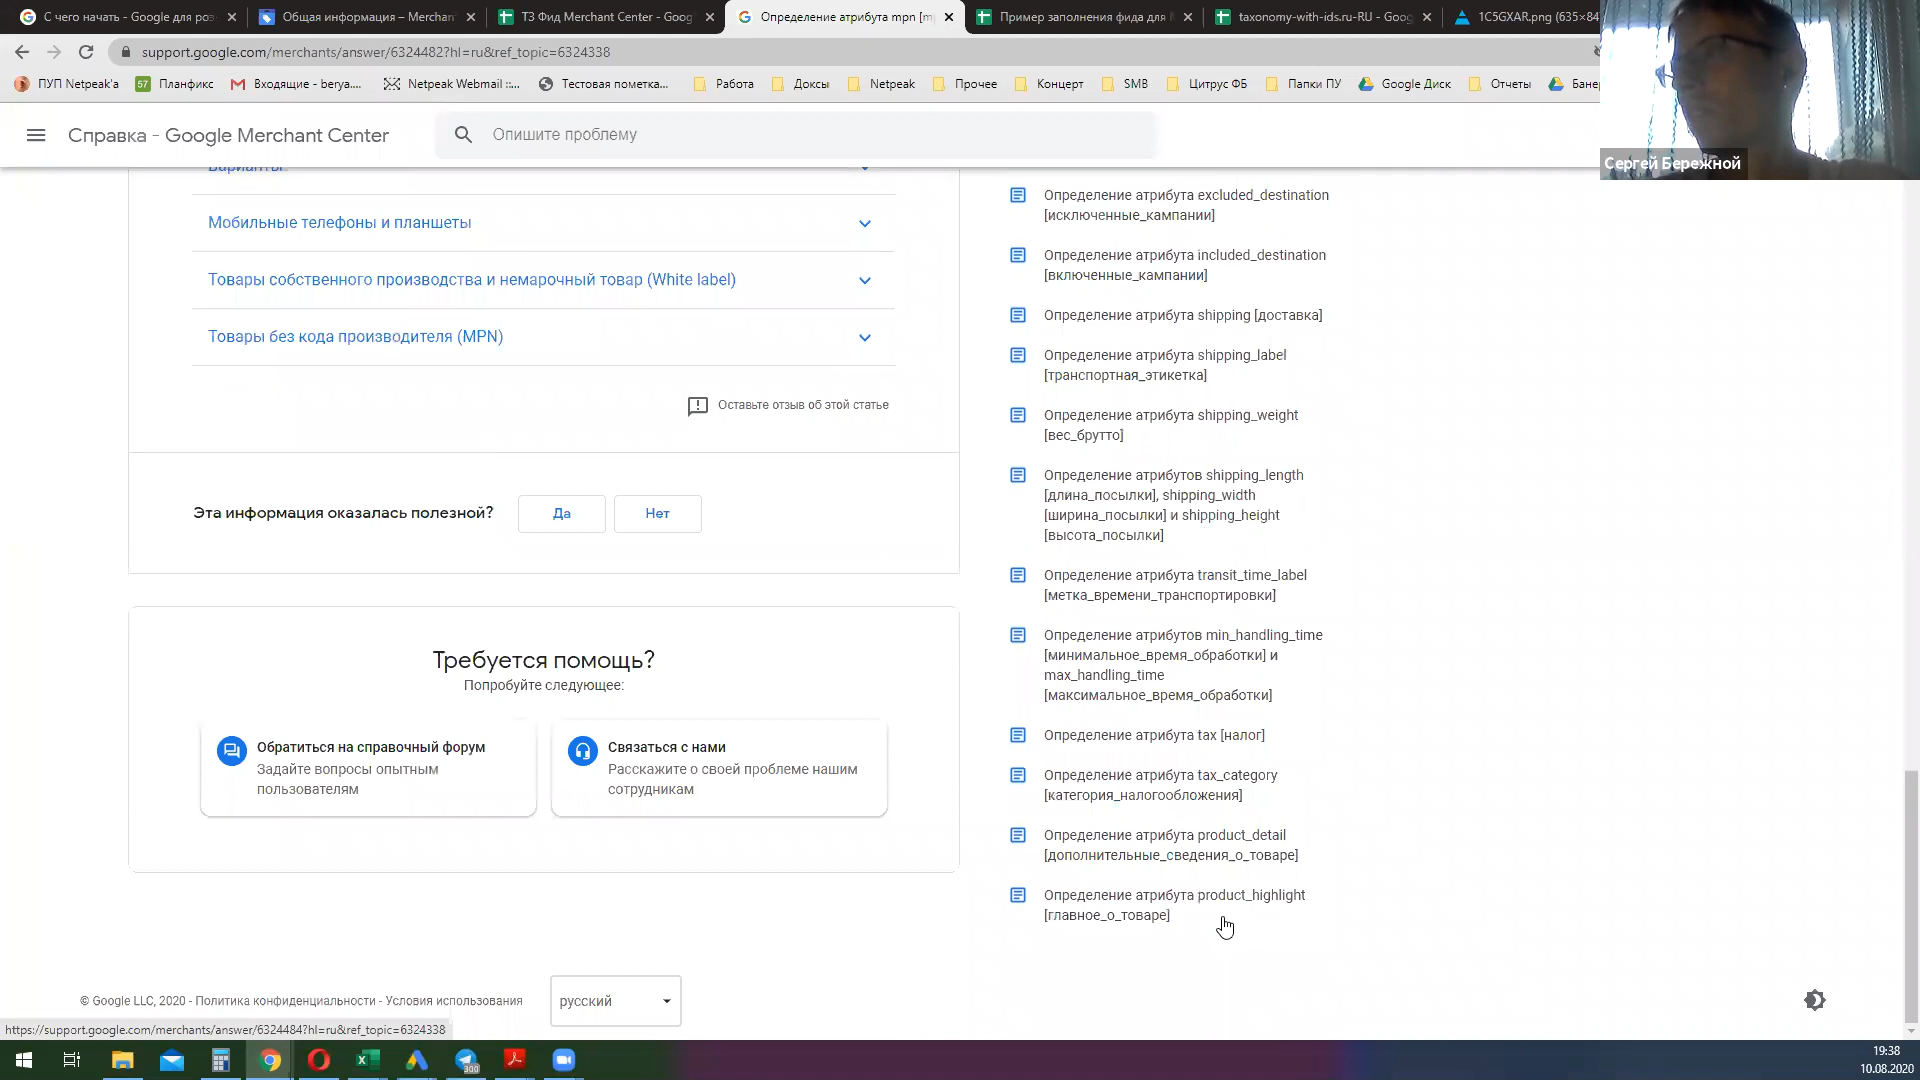 С чего начать - Google для роз
Общая информация – Merchan
ТЗ Фид Merchant Center - Goog
Определение атрибута mpn [m
Пример заполнения фида для
taxonomy-with-ids.ru-RU - Goog
1C5GXAR.png (635×84
support.google.com/merchants/answer/6324482?hl=ru&ref_topic=6324338
ПУП Netpeak'a
57
Планфикс
Входящие - berya....
Netpeak Webmail ::...
Тестовая пометка...
Работа
Доксы
Netpeak
Прочее
Концерт
SMB
Цитрус ФБ
Папки ПУ
Google Диск
Отчеты
Бане
Справка - Google Merchant Center
Опишите проблему
Сергей Бережной
Варианты
Мобильные телефоны и планшеты
Товары собственного производства и немарочный товар (White label)
Товары без кода производителя (MPN)
Оставьте отзыв об этой статье
Эта информация оказалась полезной?
Да
Нет
Требуется помощь?
Попробуйте следующее:
Обратиться на справочный форум
Задайте вопросы опытным
пользователям
Связаться с нами
Расскажите о своей проблеме нашим
сотрудникам
Определение атрибута excluded_destination
[исключенные_кампании]
Определение атрибута included_destination
[включенные_кампании]
Определение атрибута shipping [доставка]
Определение атрибута shipping_label
[транспортная_этикетка]
Определение атрибута shipping_weight
[вес_брутто]
Определение атрибутов shipping_length
[длина_посылки], shipping_width
[ширина_посылки] и shipping_height
[высота_посылки]
Определение атрибута transit_time_label
[метка_времени_транспортировки]
Определение атрибутов min_handling_time
[минимальное_время_обработки] и
max_handling_time
[максимальное_время_обработки]
Определение атрибута tax [налог]
Определение атрибута tax_category
[категория_налогообложения]
Определение атрибута product_detail
[дополнительные_сведения_о_товаре]
Определение атрибута product_highlight
[главное_о_товаре]
© Google LLC, 2020 - Политика конфиденциальности - Условия использования
русский
https://support.google.com/merchants/answer/6324484?hl=ru&ref_topic=6324338
300
19:38
10.08.2020